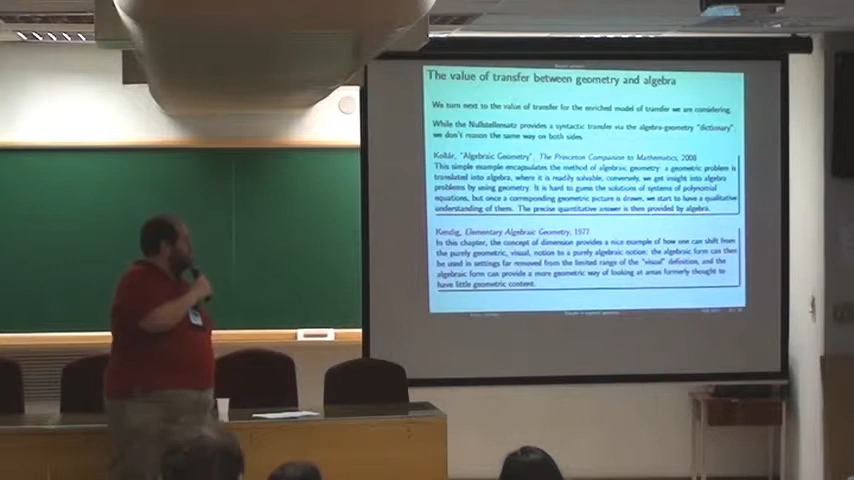 The value of transfer between geometry and algebra
We turn next to the value of transfer for the enriched model of transfer we are considering.
While the Nullstellensatz provides a syntactic transfer via the algebra-geometry "dictionary",
we don't reason the same way on both sides.
Kollár, "Algebraic Geometry", The Princeton Companion to Mathematics, 2008
This simple example encapsulates the method of algebraic geometry: a geometric problem is
translated into algebra, where it is readily solvable; conversely, we get insight into algebra
problems by using geometry. It is hard to guess the solutions of systems of polynomial
equations, but once a corresponding geometric picture is drawn, we start to have a qualitative
understanding of them. The precise quantitative answer is then provided by algebra.
Kendig, Elementary Algebraic Geometry, 1977
In this chapter, the concept of dimension provides a nice example of how one can shift from
the purely geometric, visual, notion to a purely algebraic notion: the algebraic form can then
be used in settings far removed from the limited range of the "visual" definition, and the
algebraic form can provide a more geometric way of looking at areas formerly thought to
have little geometric content.